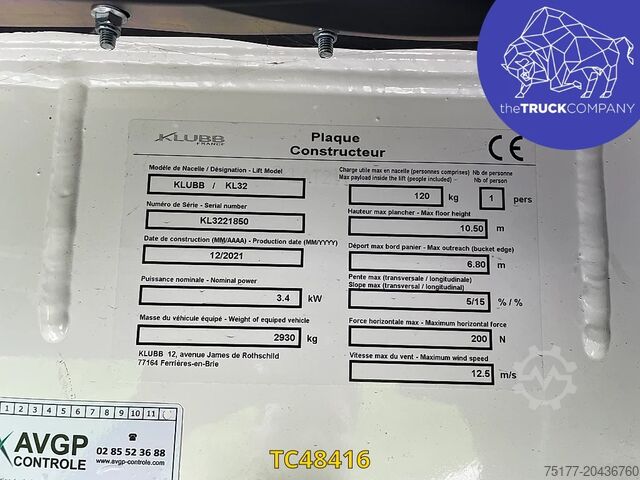 theTRUCKCOMPANY
KLUBB
FRANCE
Plaque
Constructeur
CE
Modèle de Nacelle / Désignation - Lift Model
KLUBB / KL32
Numéro de Série - Serial number
KL3221850
Date de construction (MM/AAAA) - Production date (MM/YYYY)
12/2021
Puissance nominale - Nominal power
3.4 kW
Masse du véhicule équipé - Weight of equiped vehicle
2930 kg
KLUBB 12, avenue James de Rothschild
77164 Ferrières-en-Brie
Charge utile max en nacelle (personnes comprises)
Max payload inside the lift (people included)
120 kg
Nb de personne
Nb of person
1 pers
Hauteur max plancher - Max floor height
10.50 m
Déport max bord panier - Max outreach (bucket edge)
6.80 m
Pente max (transversale / longitudinale)
Slope max (transversal / longitudinal)
5/15 % / %
Force horizontale max - Maximum horizontal force
200 N
Vitesse max du vent - Maximum wind speed
12.5 m/s
1 2 3 4 5 6 7 8 9 10 11
AVGP
CONTROLE
02 85 52 36 88
www.avgp-controle.com
TC48416
75177-20436760